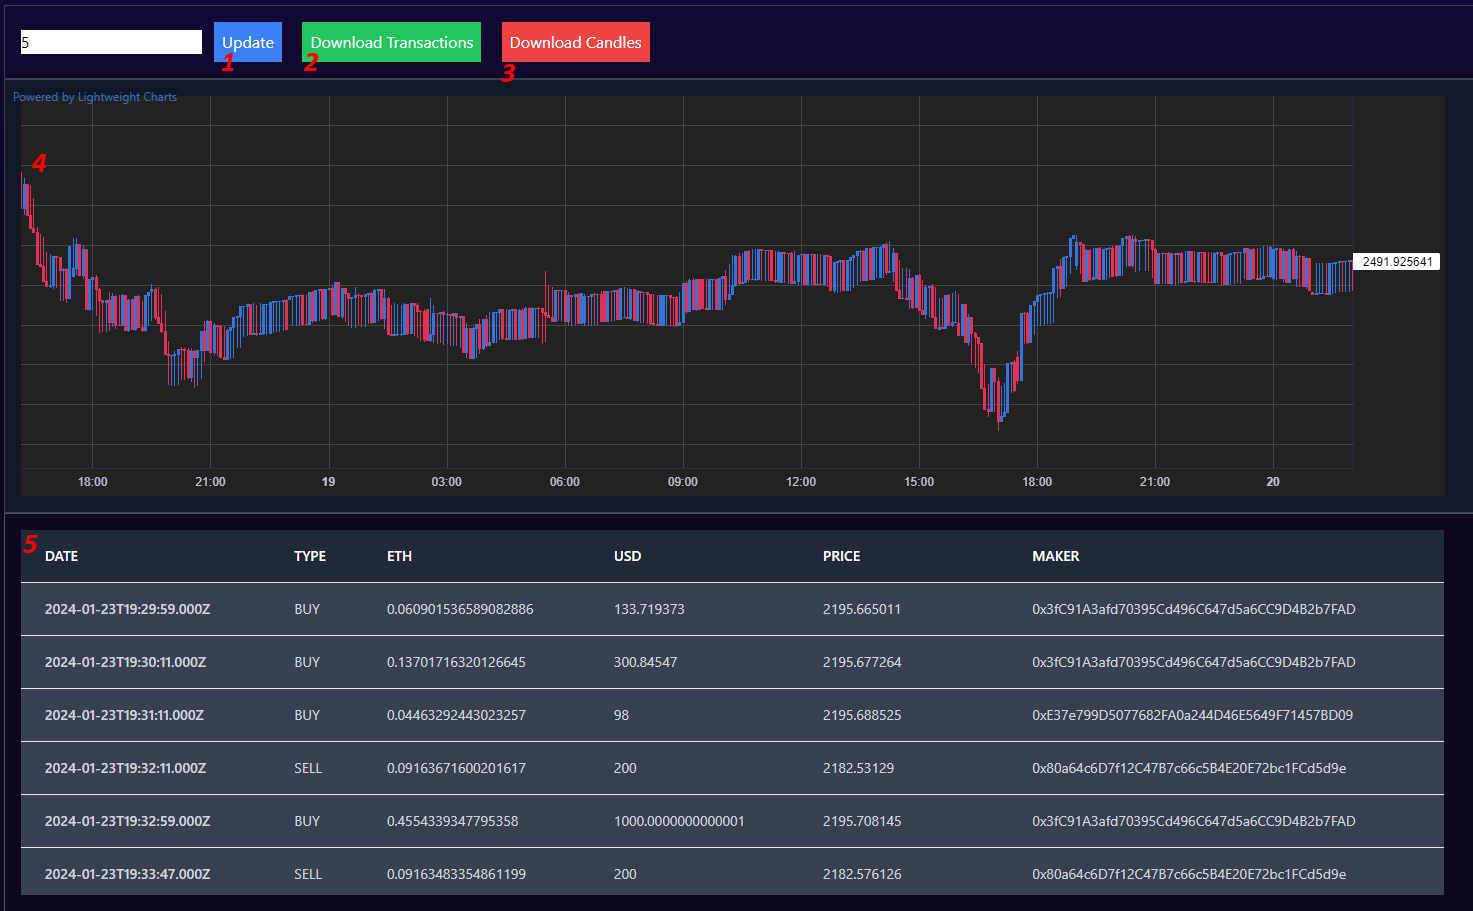 5 Update Download Transactions Download Candles
1 2 3
Powered by Lightweight Charts
4
2491.925641
18:00 21:00 19 03:00 06:00 09:00 12:00 15:00 18:00 21:00 20
5 DATE TYPE ETH USD PRICE MAKER
2024-01-23T19:29:59.000Z BUY 0.060901536589082886 133.719373 2195.665011 0x3fC91A3afd70395Cd496C647d5a6CC9D4B2b7FAD
2024-01-23T19:30:11.000Z BUY 0.13701716320126645 300.84547 2195.677264 0x3fC91A3afd70395Cd496C647d5a6CC9D4B2b7FAD
2024-01-23T19:31:11.000Z BUY 0.04463292443023257 98 2195.688525 0xE37e799D5077682FA0a244D46E5649F71457BD09
2024-01-23T19:32:11.000Z SELL 0.09163671600201617 200 2182.53129 0x80a64c6D7f12C47B7c66c5B4E20E72bc1FCd5d9e
2024-01-23T19:32:59.000Z BUY 0.4554339347795358 1000.0000000000001 2195.708145 0x3fC91A3afd70395Cd496C647d5a6CC9D4B2b7FAD
2024-01-23T19:33:47.000Z SELL 0.09163483354861199 200 2182.576126 0x80a64c6D7f12C47B7c66c5B4E20E72bc1FCd5d9e